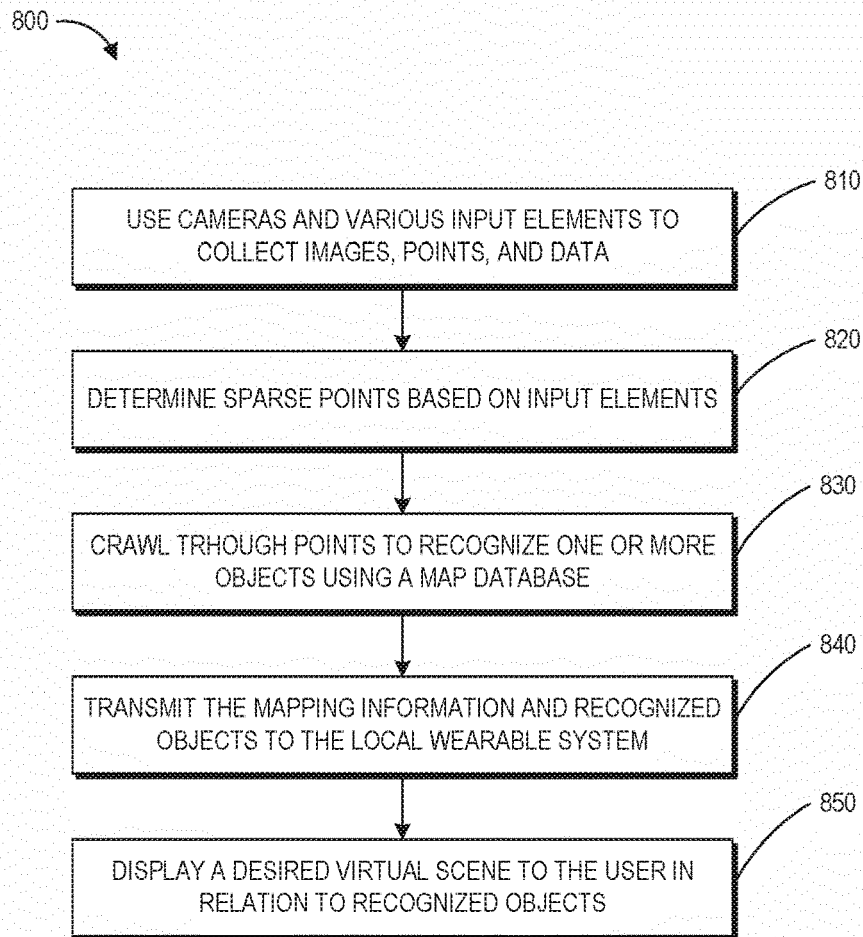 800
810
USE CAMERAS AND VARIOUS INPUT ELEMENTS TO
COLLECT IMAGES, POINTS, AND DATA
820
DETERMINE SPARSE POINTS BASED ON INPUT ELEMENTS
830
CRAWL TRHOUGH POINTS TO RECOGNIZE ONE OR MORE
OBJECTS USING A MAP DATABASE
840
TRANSMIT THE MAPPING INFORMATION AND RECOGNIZED
OBJECTS TO THE LOCAL WEARABLE SYSTEM
850
DISPLAY A DESIRED VIRTUAL SCENE TO THE USER IN
RELATION TO RECOGNIZED OBJECTS